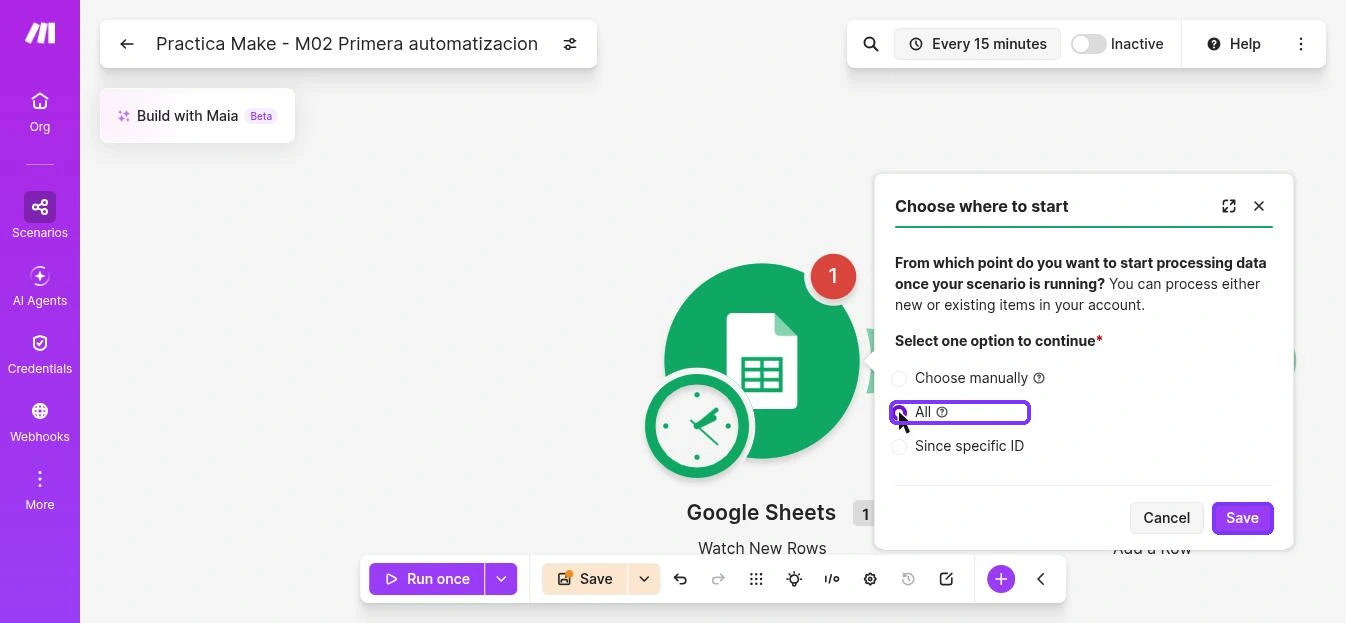 Practica Make - M02 Primera automatizacion
Every 15 minutes
Inactive
Help
Org
Build with Maia Beta
Scenarios
AI Agents
Credentials
Webhooks
More
Choose where to start
From which point do you want to start processing data
once your scenario is running? You can process either
new or existing items in your account.
Select one option to continue*
Choose manually
All
Since specific ID
Cancel
Save
1
Google Sheets
1
Watch New Rows
Add a Row
Run once
Save